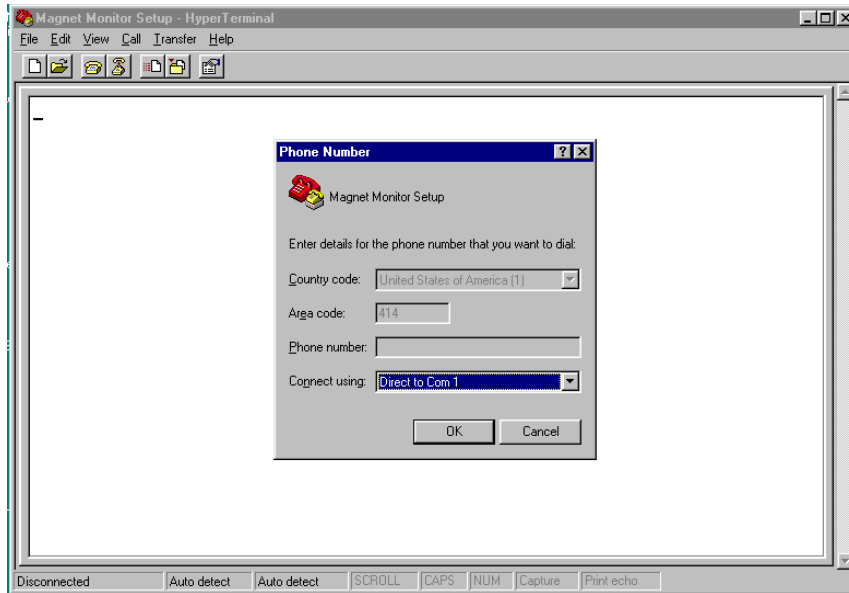 Magnet Monitor Setup - HyperTerminal
File Edit View Call Transfer Help
Phone Number
Magnet Monitor Setup
Enter details for the phone number that you want to dial:
Country code: United States of America (1)
Area code: 414
Phone number:
Connect using: Direct to Com 1
OK Cancel
Disconnected Auto detect Auto detect SCROLL CAPS NUM Capture Print echo